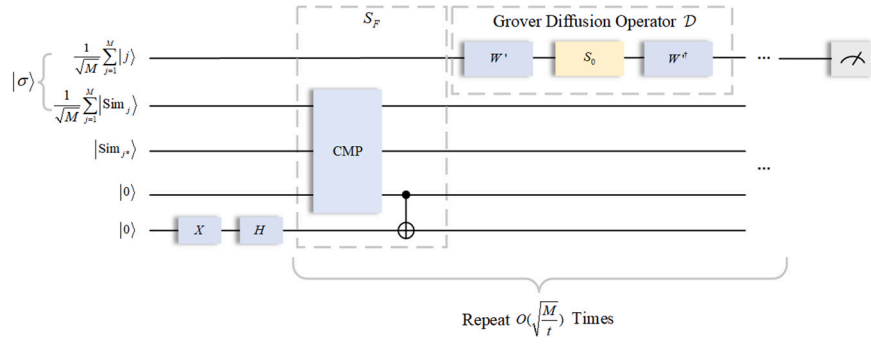 S_F
Grover Diffusion Operator 𝒟
|σ⟩
1/√M ∑_{j=1}^{M} |j⟩
W' S_0 W'† ...
1/√M ∑_{j=1}^{M} |Sim_j⟩
|Sim_{j*}⟩
CMP
...
|0⟩
|0⟩
X H
Repeat O(√(M/t)) Times